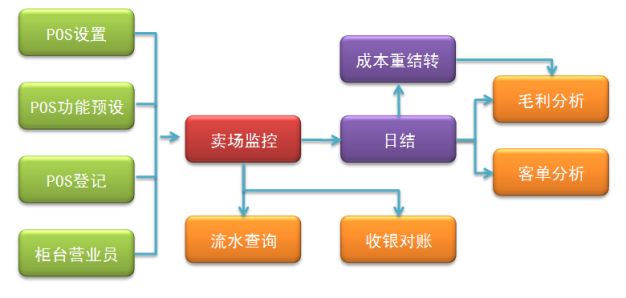 POS设置
POS功能预设
POS登记
柜台营业员
卖场监控
流水查询
成本重结转
日结
收银对账
毛利分析
客单分析